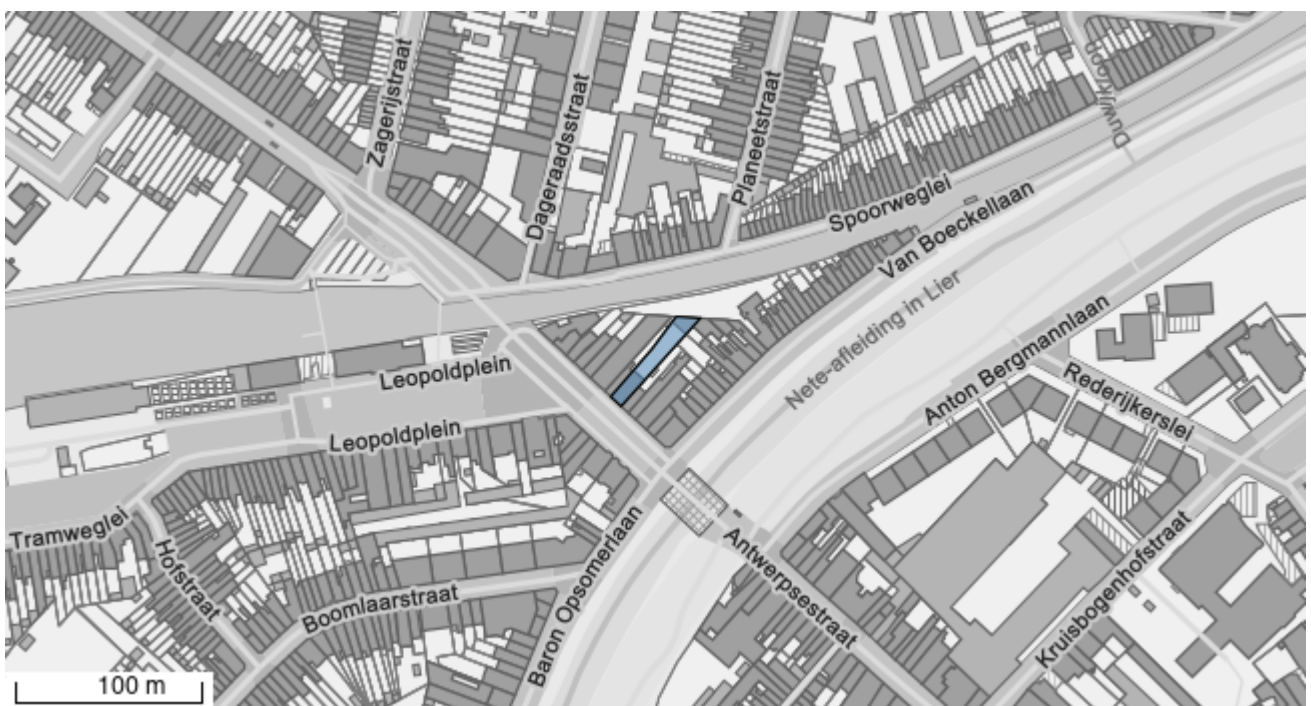 Zagerijstraat
Dageraadsstraat
Planeetstraat
Duwijkpoort
Spoorweglei
Van Boeckellaan
Nete-afleiding in Lier
Anton Bergmannlaan
Rederijkerslei
Leopoldplein
Leopoldplein
Tramweglei
Hofstraat
Boomlaarstraat
Baron Opsomerlaan
Antwerpsestraat
Kruisbogenhofstraat
100 m